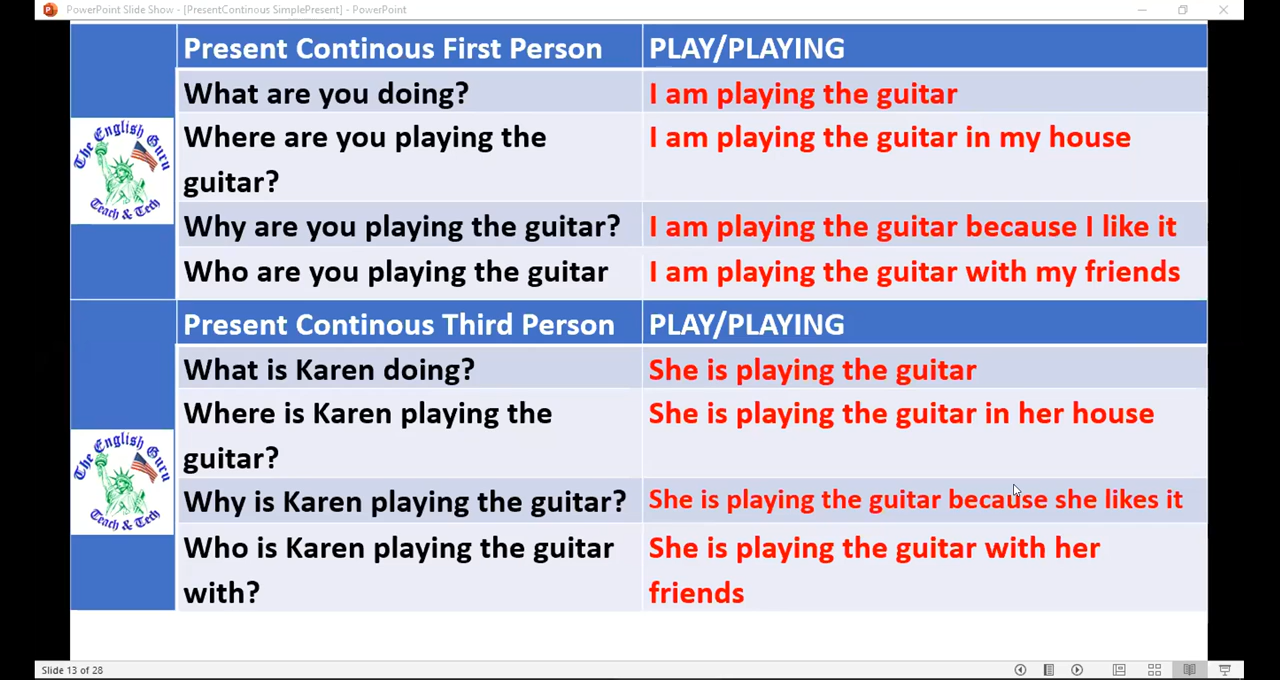 PowerPoint Slide Show - [PresentContinous SimplePresent] - PowerPoint
Present Continous First Person
PLAY/PLAYING
What are you doing?
I am playing the guitar
Where are you playing the
guitar?
I am playing the guitar in my house
Why are you playing the guitar?
I am playing the guitar because I like it
Who are you playing the guitar
I am playing the guitar with my friends
The English Guru
Teach & Tech
Present Continous Third Person
PLAY/PLAYING
What is Karen doing?
She is playing the guitar
Where is Karen playing the
guitar?
She is playing the guitar in her house
Why is Karen playing the guitar?
She is playing the guitar because she likes it
Who is Karen playing the guitar
with?
She is playing the guitar with her
friends
The English Guru
Teach & Tech
Slide 13 of 28